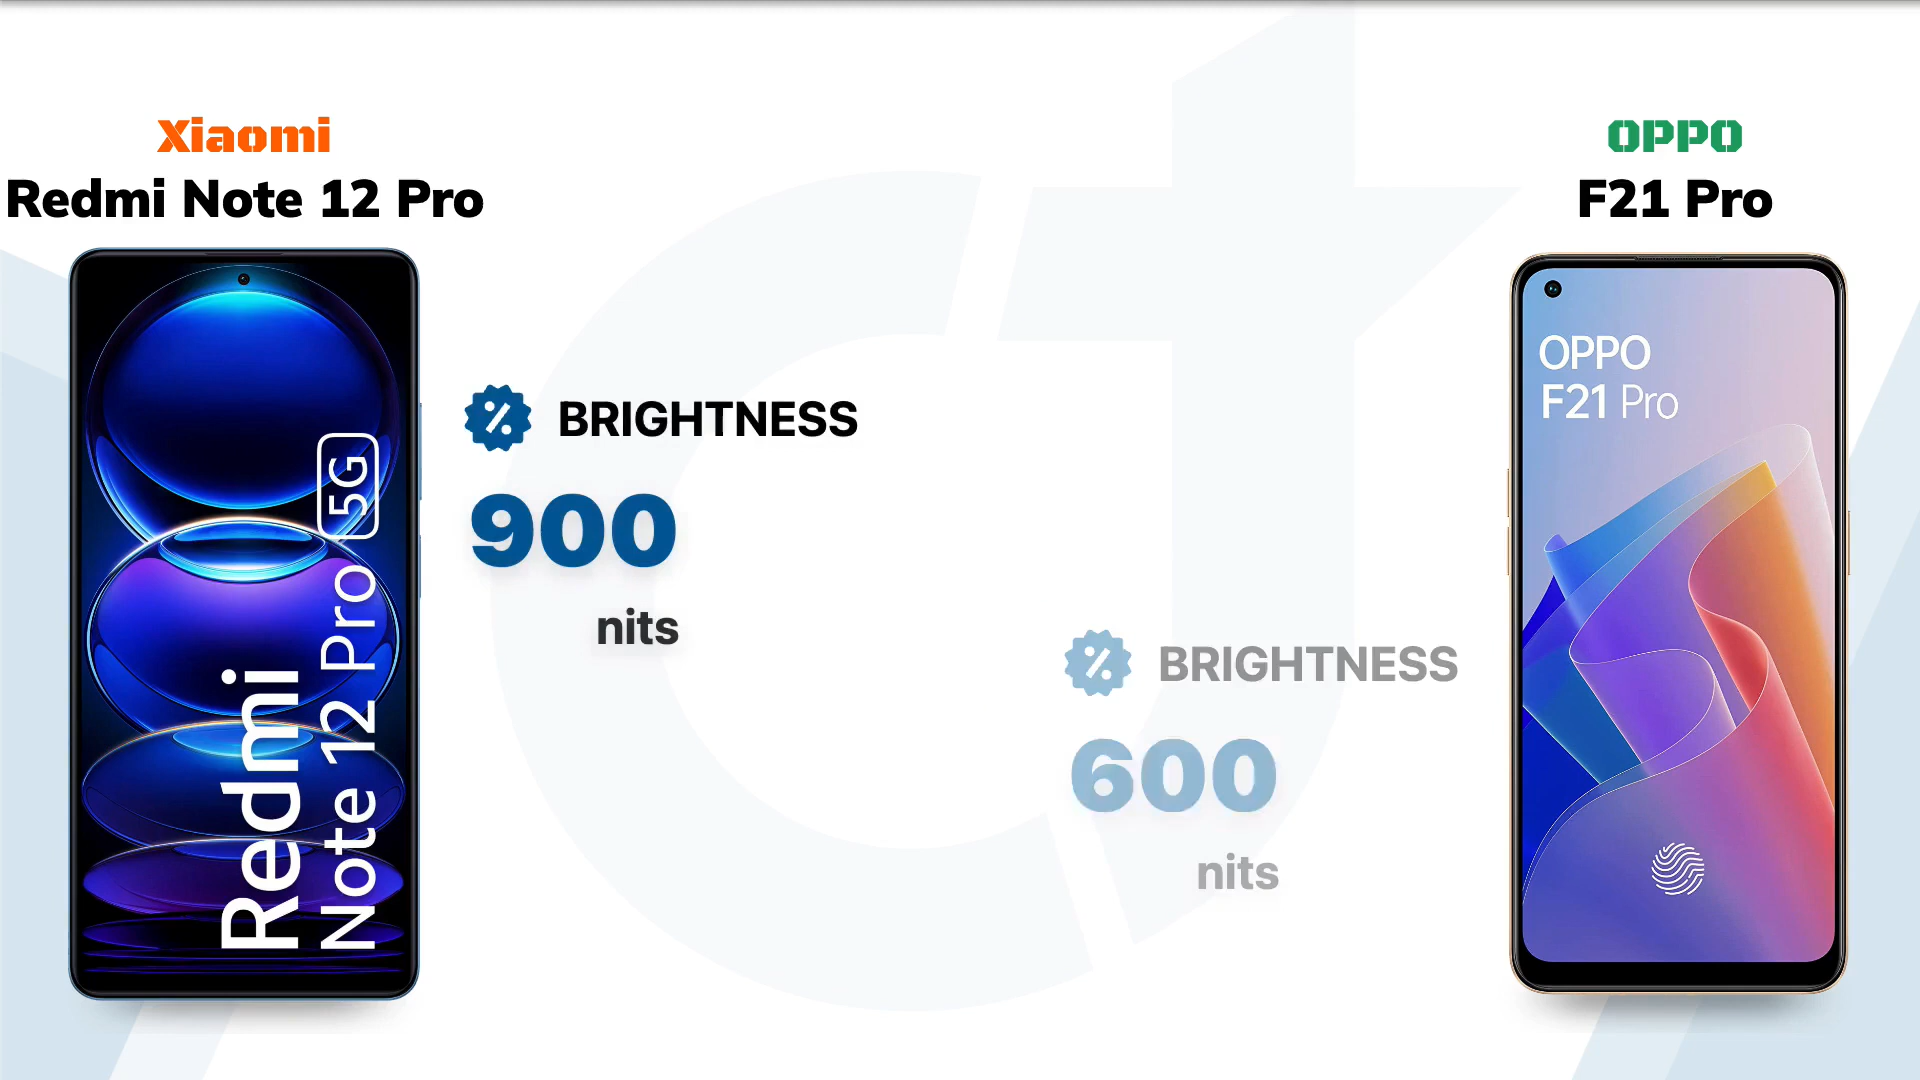 Xiaomi
Redmi Note 12 Pro
Redmi
Note 12 Pro 5G
BRIGHTNESS
900
nits
OPPO
F21 Pro
OPPO
F21 Pro
BRIGHTNESS
600
nits